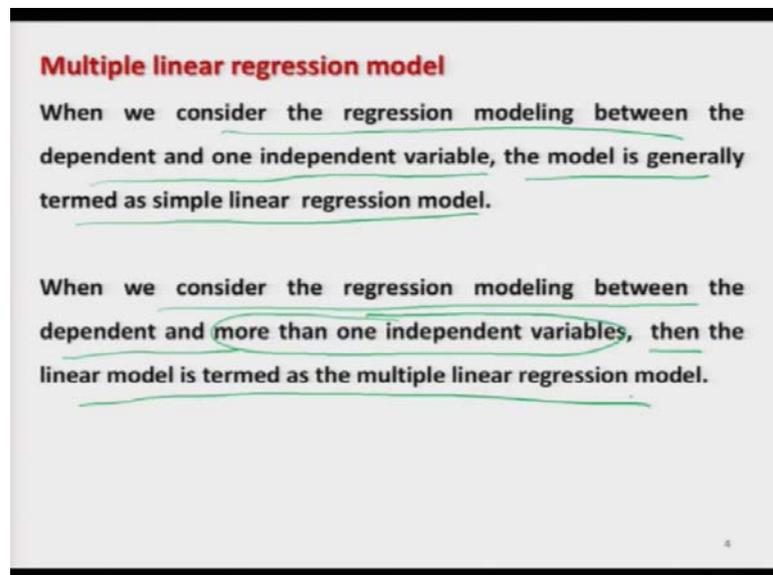 Multiple linear regression model
When we consider the regression modeling between the
dependent and one independent variable, the model is generally
termed as simple linear regression model.
When we consider the regression modeling between the
dependent and more than one independent variables, then the
linear model is termed as the multiple linear regression model.
4